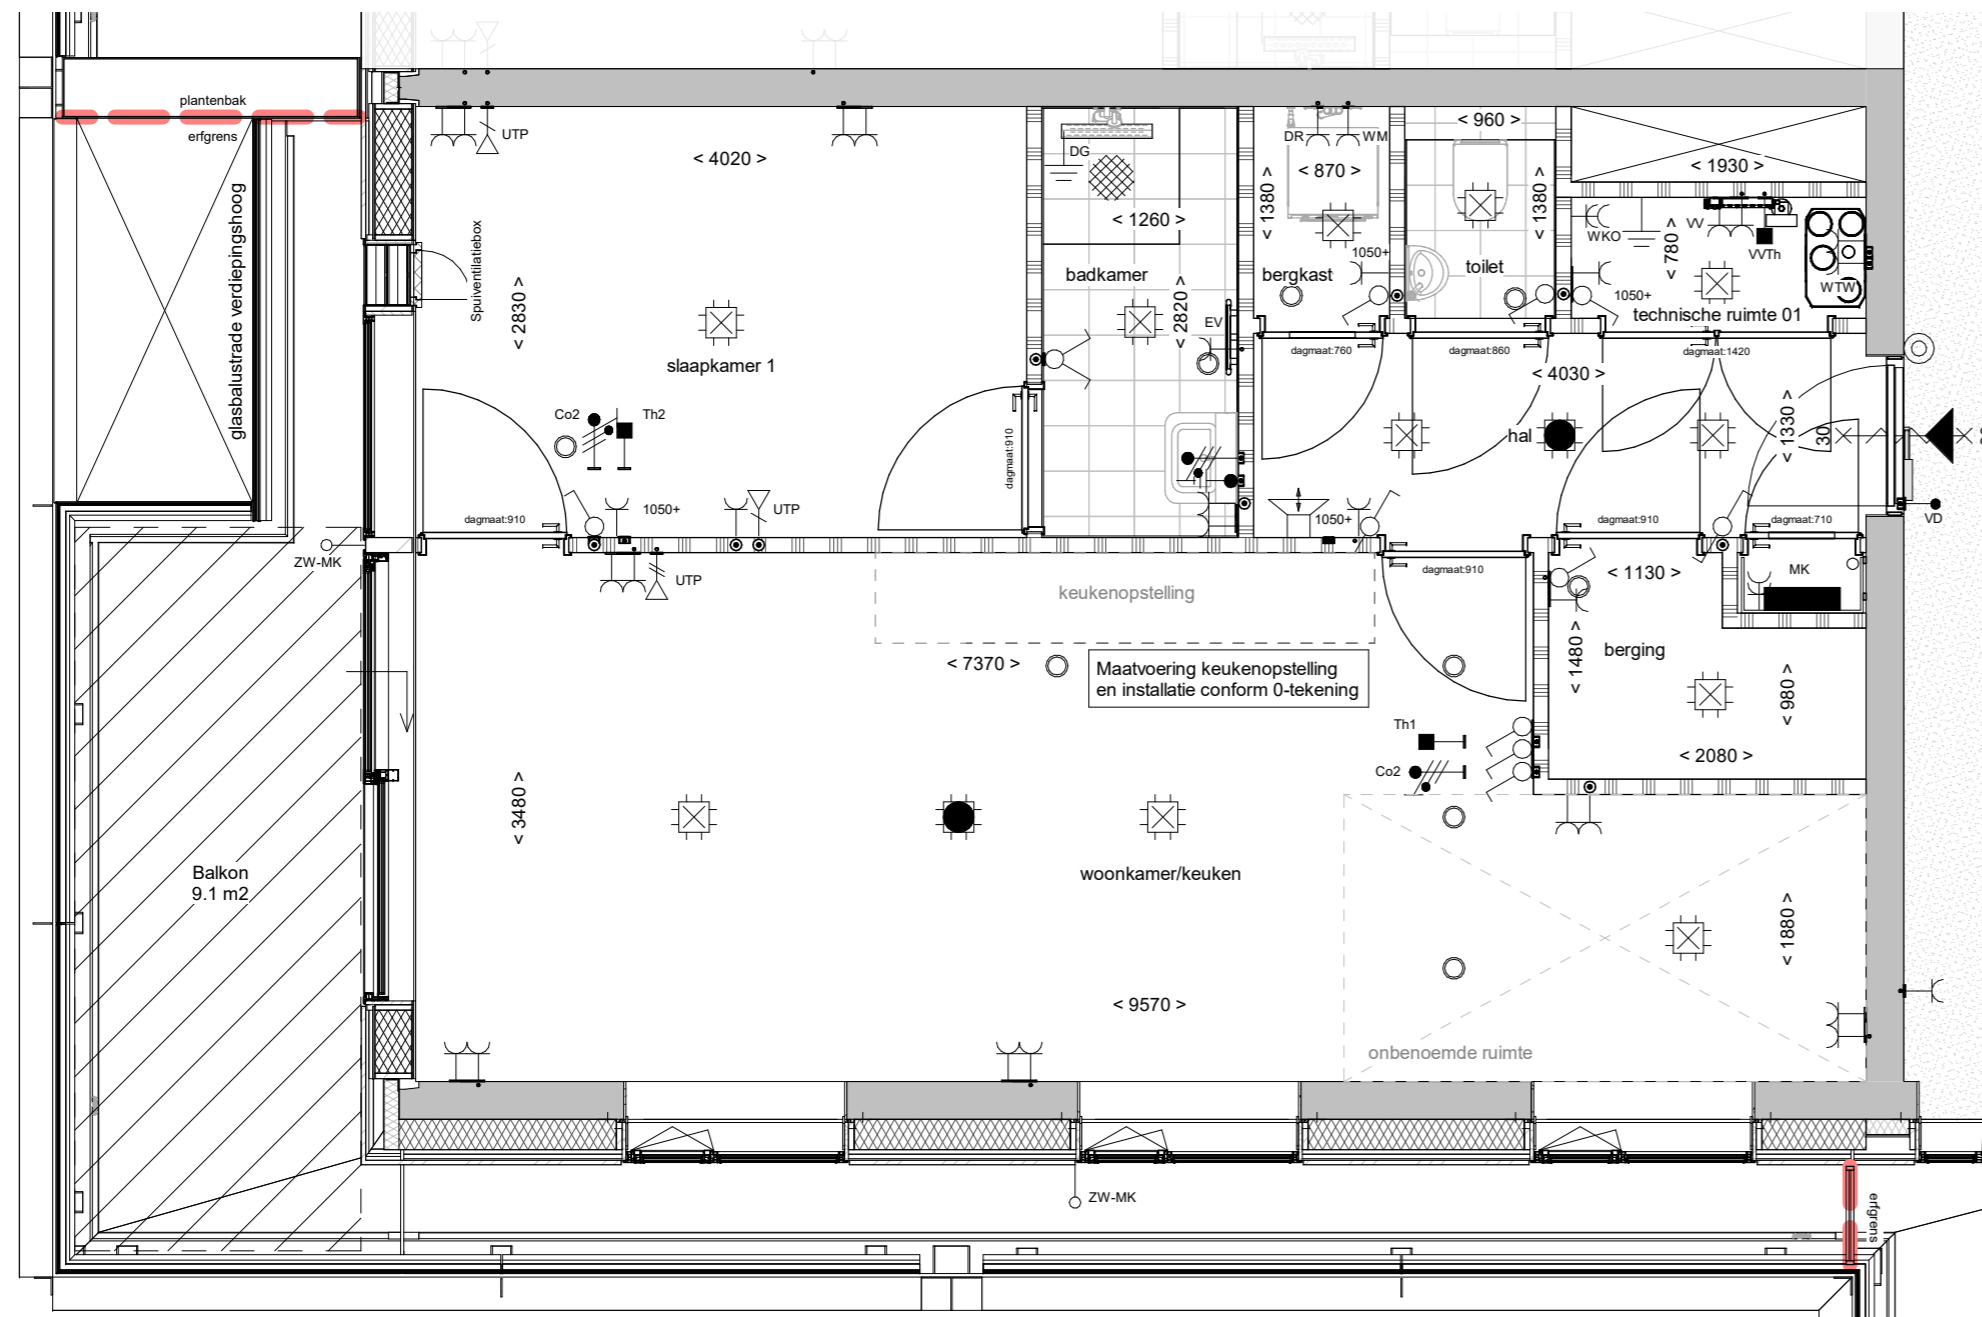 plantenbak
erfgrens
glasbalustrade verdiepingshoog
UTP
< 4020 >
DG
< 1260 >
badkamer
< 2820 >
EV
DR
WM
< 1380 >
< 870 >
1050+
bergkast
< 960 >
< 1380 >
toilet
< 1930 >
WKO
VV
< 780 >
VVTh
WTW
1050+
technische ruimte 01
Spuiventilatiebox
< 2830 >
slaapkamer 1
dagmaat:760
dagmaat:860
dagmaat:1420
< 4030 >
hal
< 1330 >
30
Co2
Th2
dagmaat:910
dagmaat:910
1050+
UTP
1050+
dagmaat:910
dagmaat:710
VD
ZW-MK
UTP
keukenopstelling
dagmaat:910
< 1130 >
MK
< 1480 >
berging
< 980 >
< 2080 >
< 7370 >
Maatvoering keukenopstelling
en installatie conform 0-tekening
Th1
Co2
< 3480 >
Balkon
9.1 m2
woonkamer/keuken
< 1880 >
< 9570 >
onbenoemde ruimte
ZW-MK
erfgrens